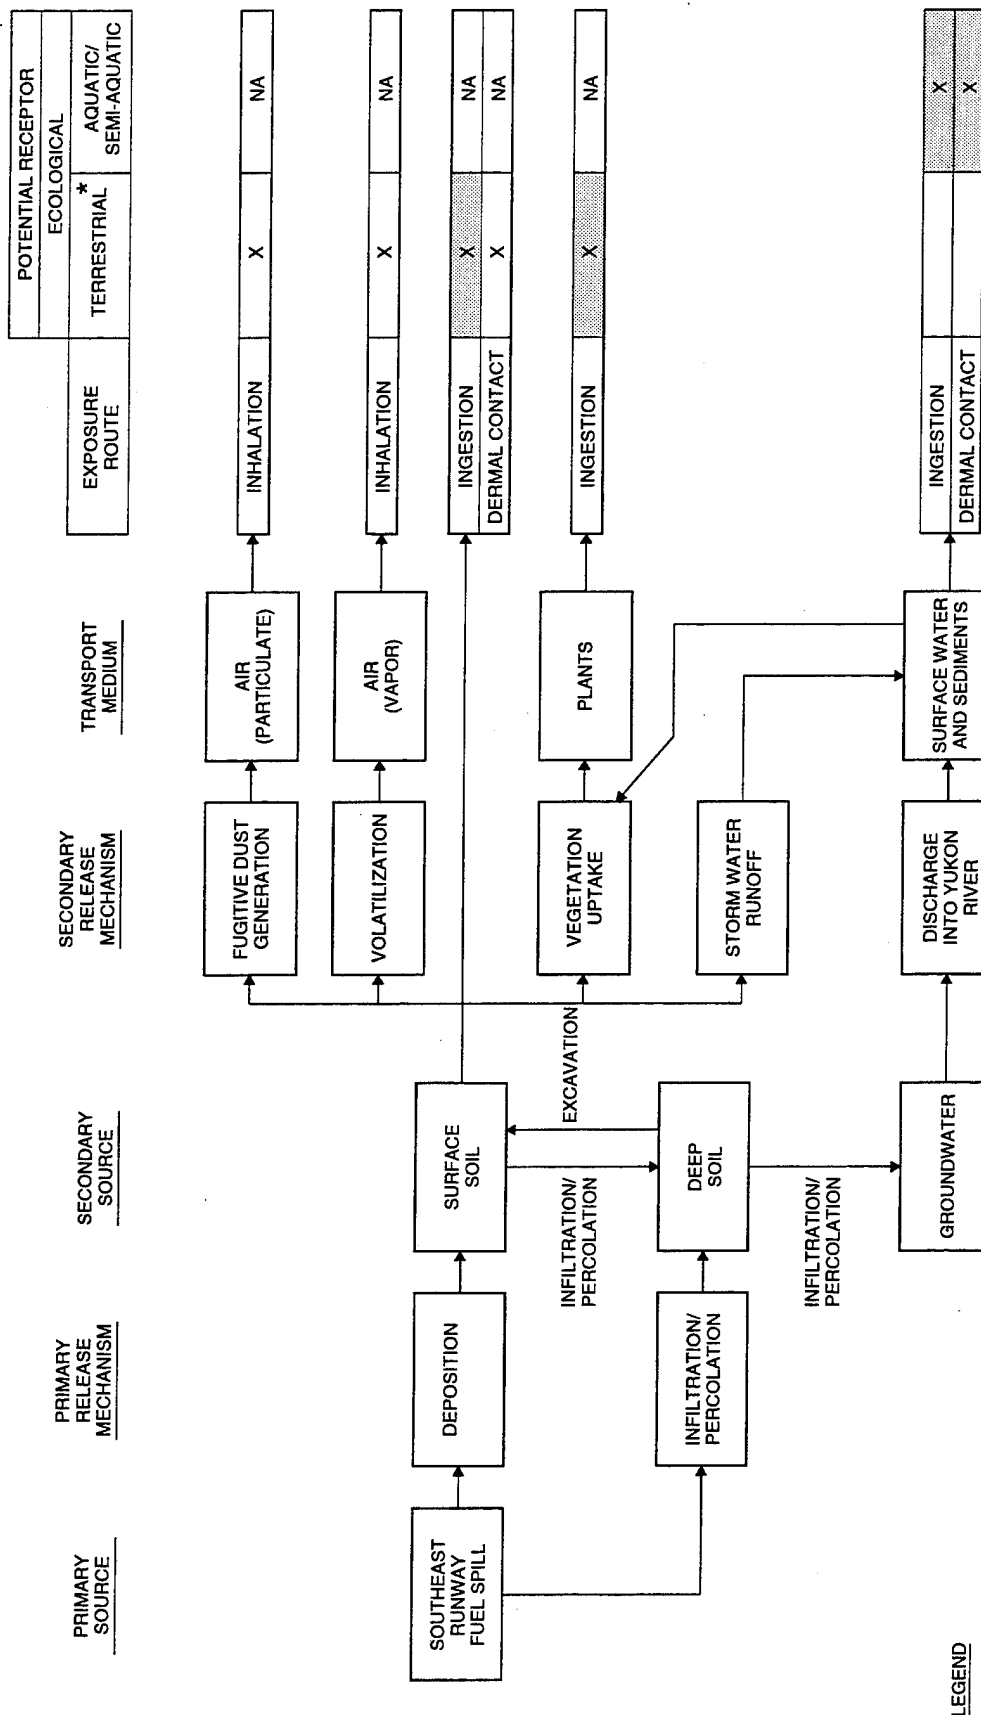 PRIMARY
SOURCE
PRIMARY
RELEASE
MECHANISM
SECONDARY
SOURCE
SECONDARY
RELEASE
MECHANISM
TRANSPORT
MEDIUM
EXPOSURE
ROUTE
POTENTIAL RECEPTOR
ECOLOGICAL
TERRESTRIAL *
AQUATIC/
SEMI-AQUATIC
FUGITIVE DUST
GENERATION
AIR
(PARTICULATE)
INHALATION
X
NA
VOLATILIZATION
AIR
(VAPOR)
INHALATION
X
NA
SOUTHEAST
RUNWAY
FUEL SPILL
DEPOSITION
SURFACE
SOIL
INGESTION
X
NA
DERMAL CONTACT
X
NA
INFILTRATION/
PERCOLATION
EXCAVATION
VEGETATION
UPTAKE
PLANTS
INGESTION
X
NA
INFILTRATION/
PERCOLATION
DEEP
SOIL
STORM WATER
RUNOFF
INFILTRATION/
PERCOLATION
GROUNDWATER
DISCHARGE
INTO YUKON
RIVER
SURFACE WATER
AND SEDIMENTS
INGESTION
X
DERMAL CONTACT
X
LEGEND